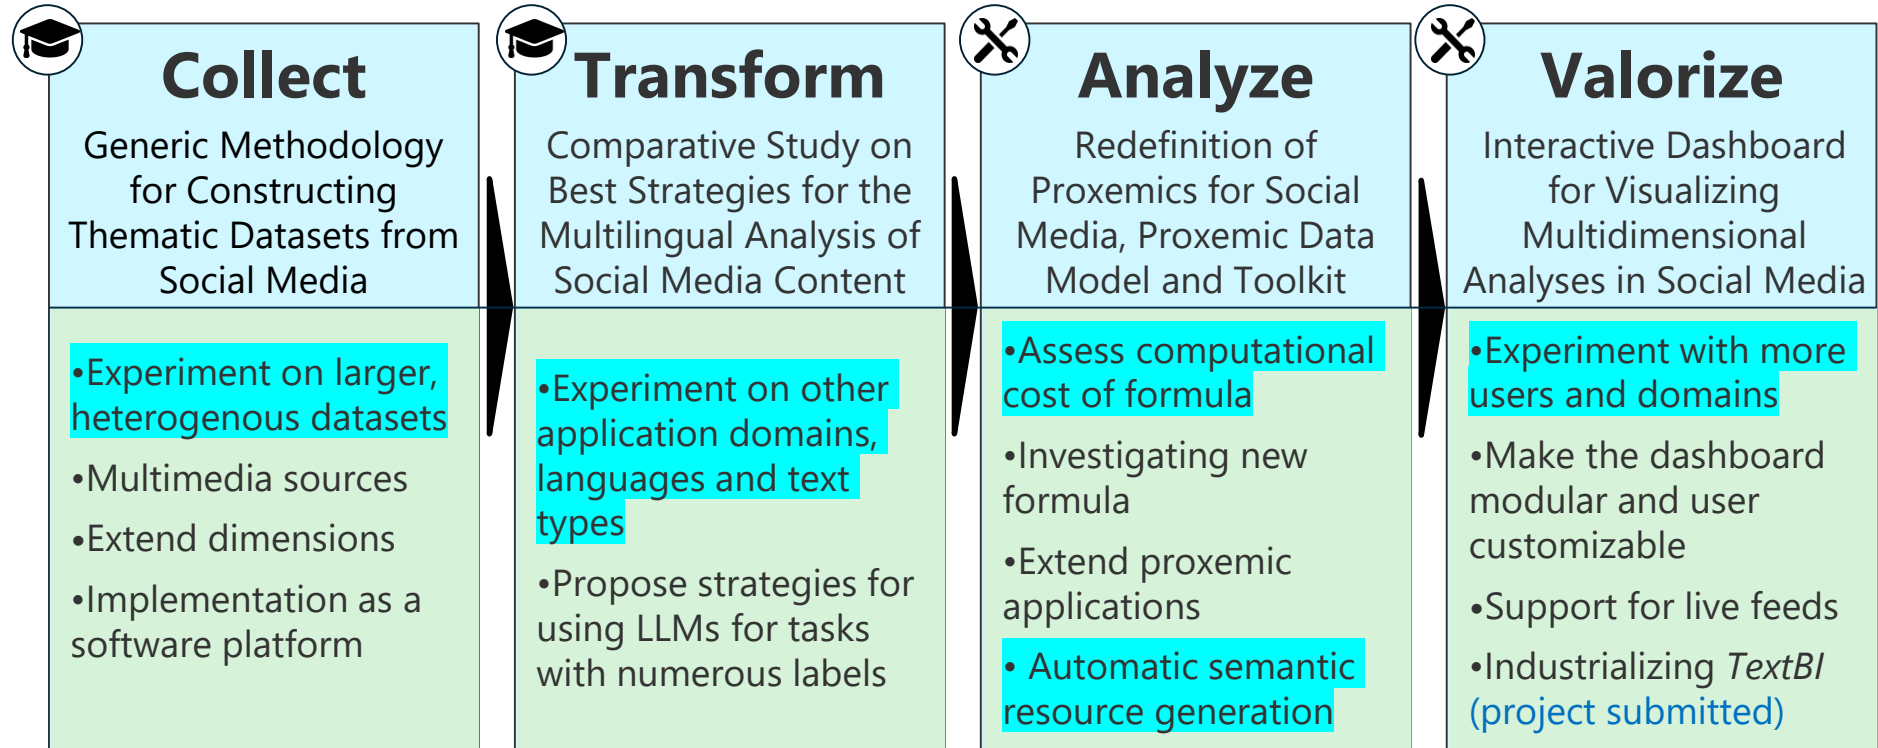 Collect
Generic Methodology
for Constructing
Thematic Datasets from
Social Media
•Experiment on larger,
heterogenous datasets
•Multimedia sources
•Extend dimensions
•Implementation as a
software platform
Transform
Comparative Study on
Best Strategies for the
Multilingual Analysis of
Social Media Content
•Experiment on other
application domains,
languages and text
types
•Propose strategies for
using LLMs for tasks
with numerous labels
Analyze
Redefinition of
Proxemics for Social
Media, Proxemic Data
Model and Toolkit
•Assess computational
cost of formula
•Investigating new
formula
•Extend proxemic
applications
• Automatic semantic
resource generation
Valorize
Interactive Dashboard
for Visualizing
Multidimensional
Analyses in Social Media
•Experiment with more
users and domains
•Make the dashboard
modular and user
customizable
•Support for live feeds
•Industrializing TextBI
(project submitted)